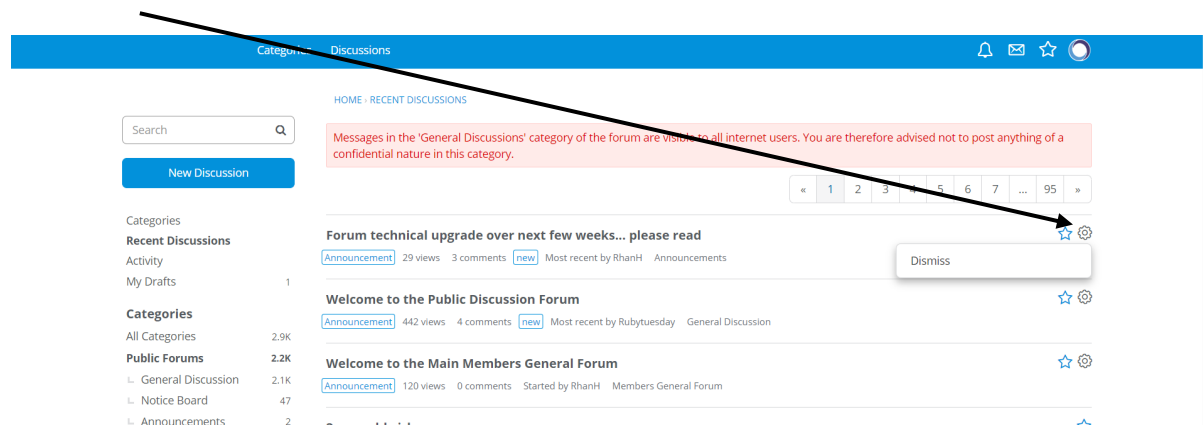 Categories Discussions
HOME › RECENT DISCUSSIONS
Search
New Discussion
Categories
Recent Discussions
Activity
My Drafts 1
Categories
All Categories 2.9K
Public Forums 2.2K
General Discussion 2.1K
Notice Board 47
Announcements 2
Messages in the 'General Discussions' category of the forum are visible to all internet users. You are therefore advised not to post anything of a
confidential nature in this category.
« 1 2 3 4 5 6 7 ... 95 »
Forum technical upgrade over next few weeks... please read
Announcement 29 views 3 comments new Most recent by RhanH Announcements
Dismiss
Welcome to the Public Discussion Forum
Announcement 442 views 4 comments new Most recent by Rubytuesday General Discussion
Welcome to the Main Members General Forum
Announcement 120 views 0 comments Started by RhanH Members General Forum